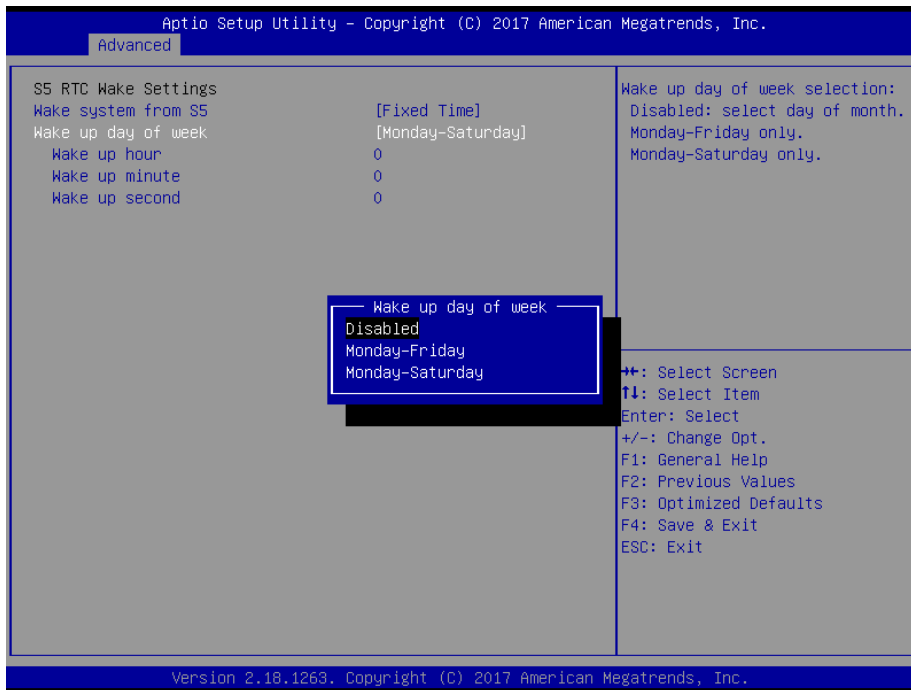 Aptio Setup Utility – Copyright (C) 2017 American Megatrends, Inc.
Advanced
S5 RTC Wake Settings
Wake system from S5 [Fixed Time]
Wake up day of week [Monday-Saturday]
Wake up hour 0
Wake up minute 0
Wake up second 0
Wake up day of week selection:
Disabled: select day of month.
Monday-Friday only.
Monday-Saturday only.
Wake up day of week
Disabled
Monday-Friday
Monday-Saturday
→←: Select Screen
↑↓: Select Item
Enter: Select
+/-: Change Opt.
F1: General Help
F2: Previous Values
F3: Optimized Defaults
F4: Save & Exit
ESC: Exit
Version 2.18.1263. Copyright (C) 2017 American Megatrends, Inc.